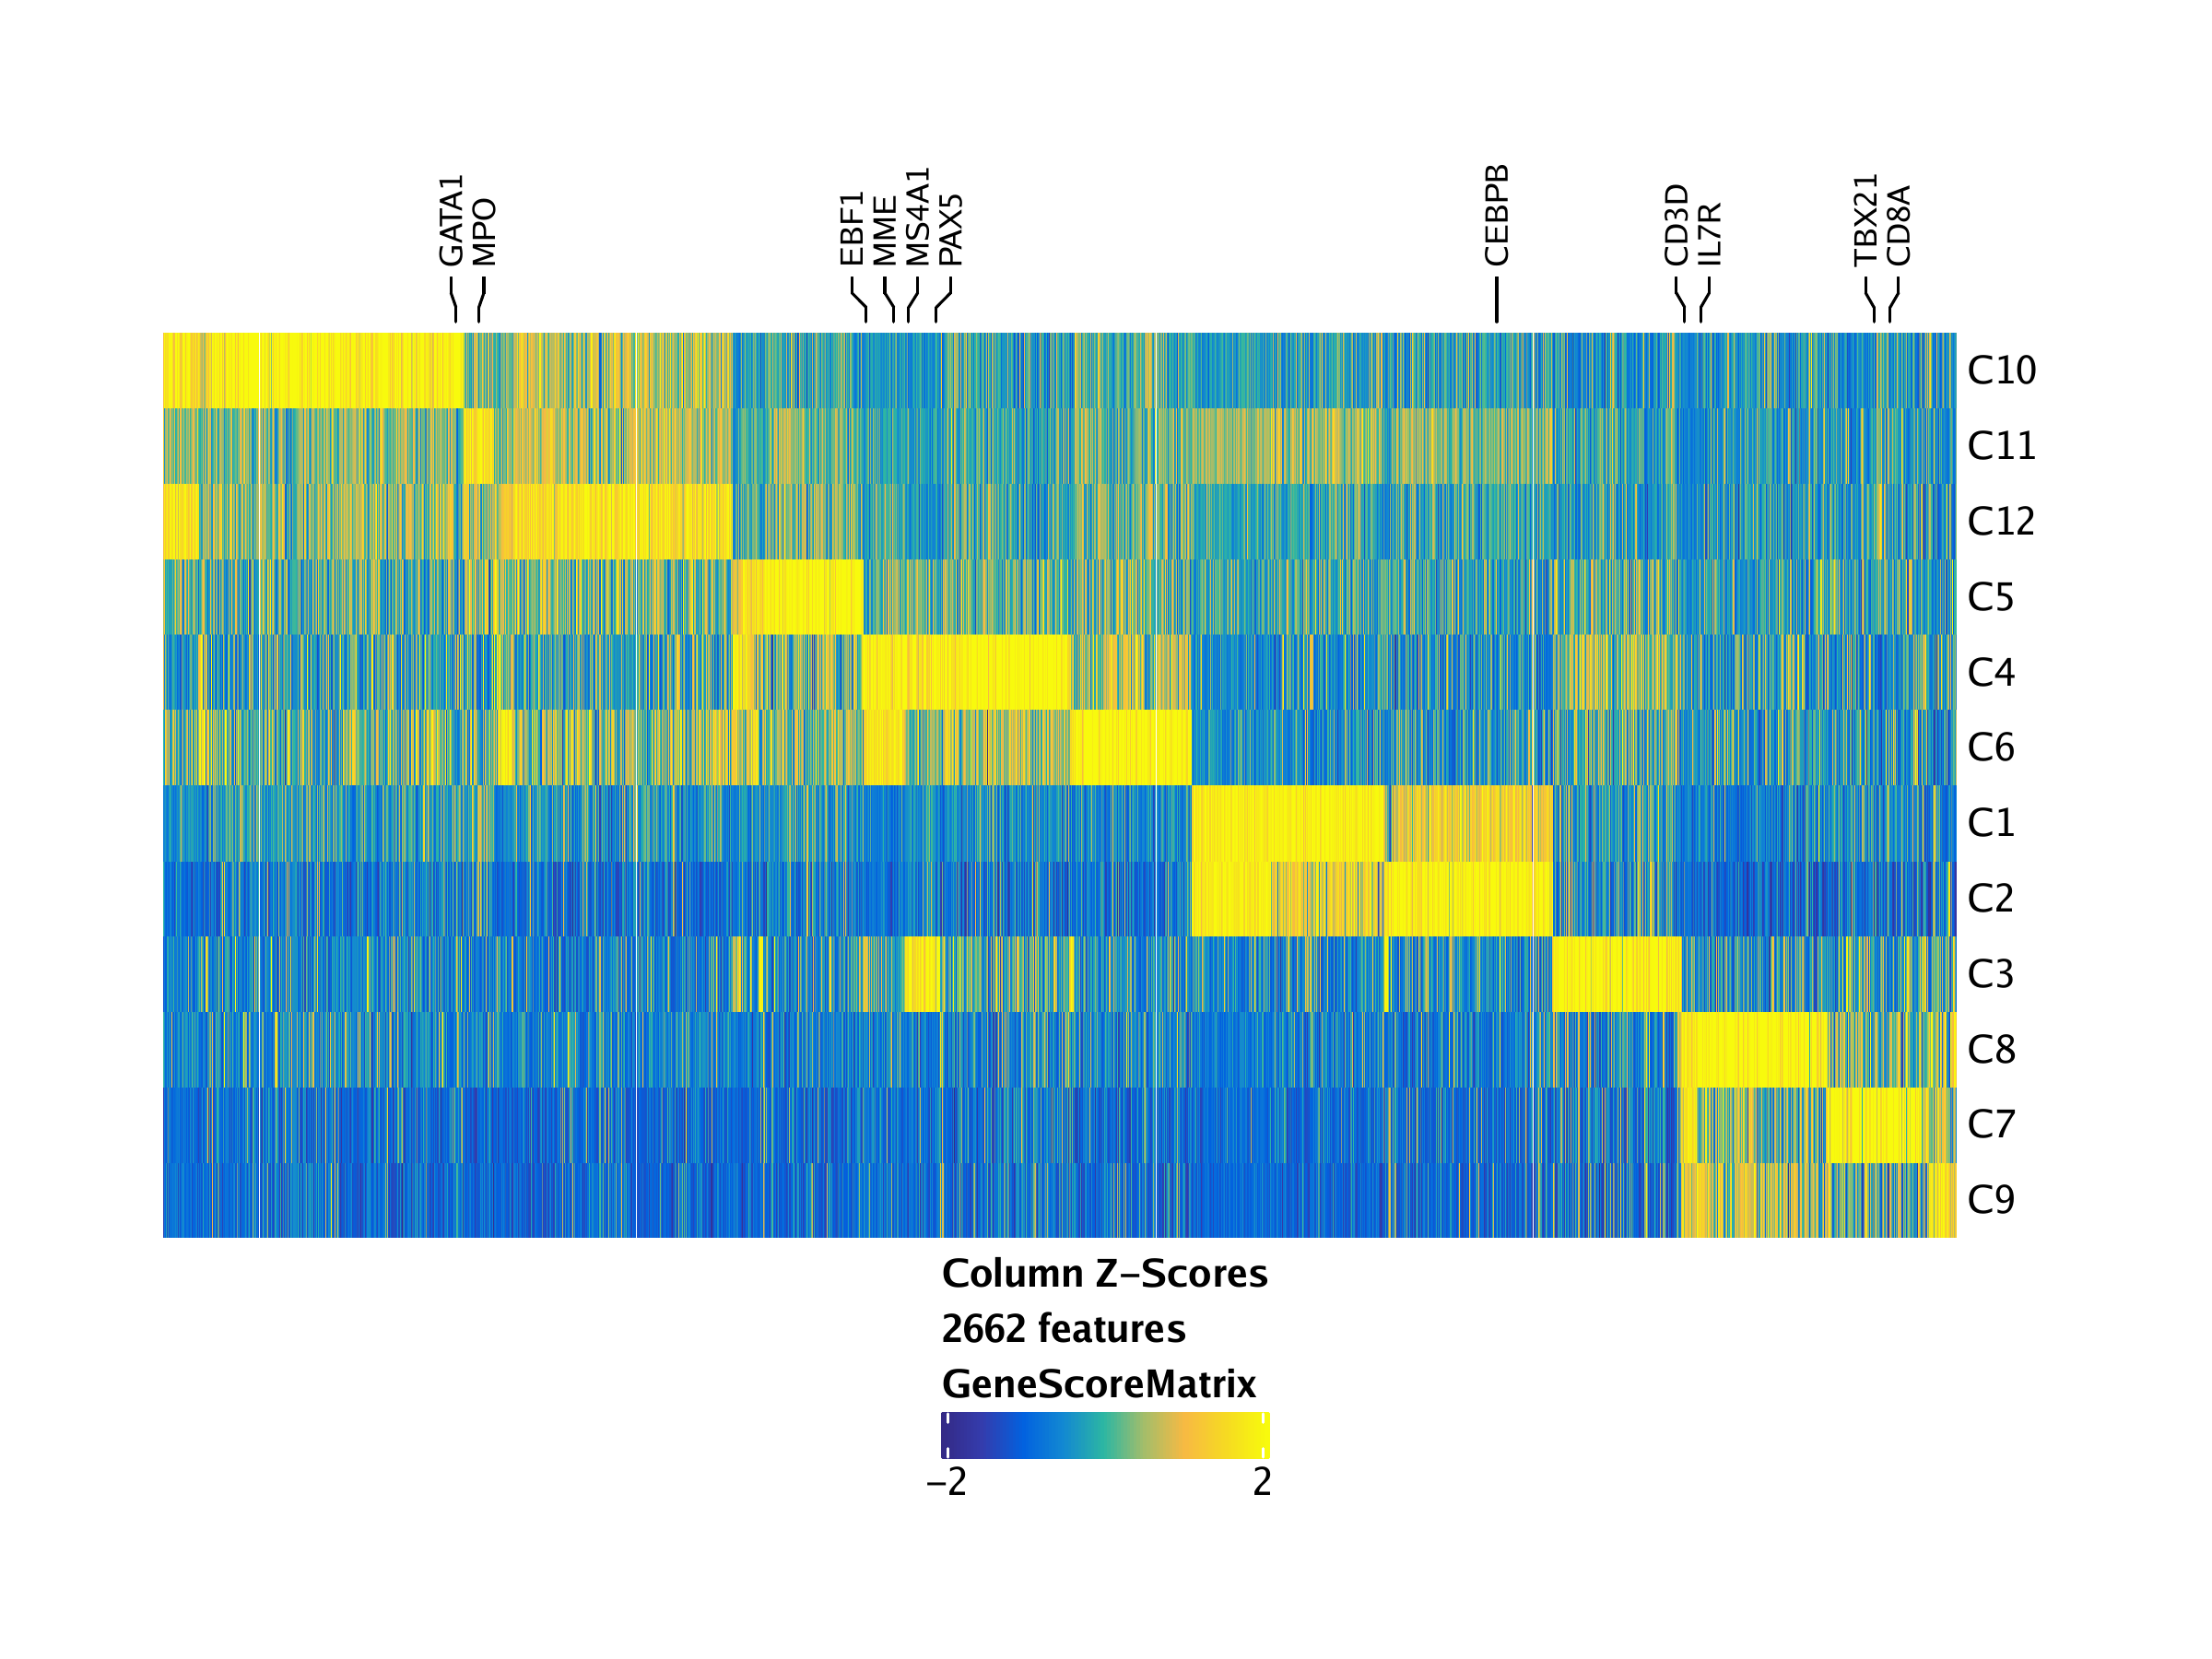 GATA1
MPO
EBF1
MME
MS4A1
PAX5
CEBPB
CD3D
IL7R
TBX21
CD8A
C10
C11
C12
C5
C4
C6
C1
C2
C3
C8
C7
C9
Column Z−Scores
2662 features
GeneScoreMatrix
−2 2